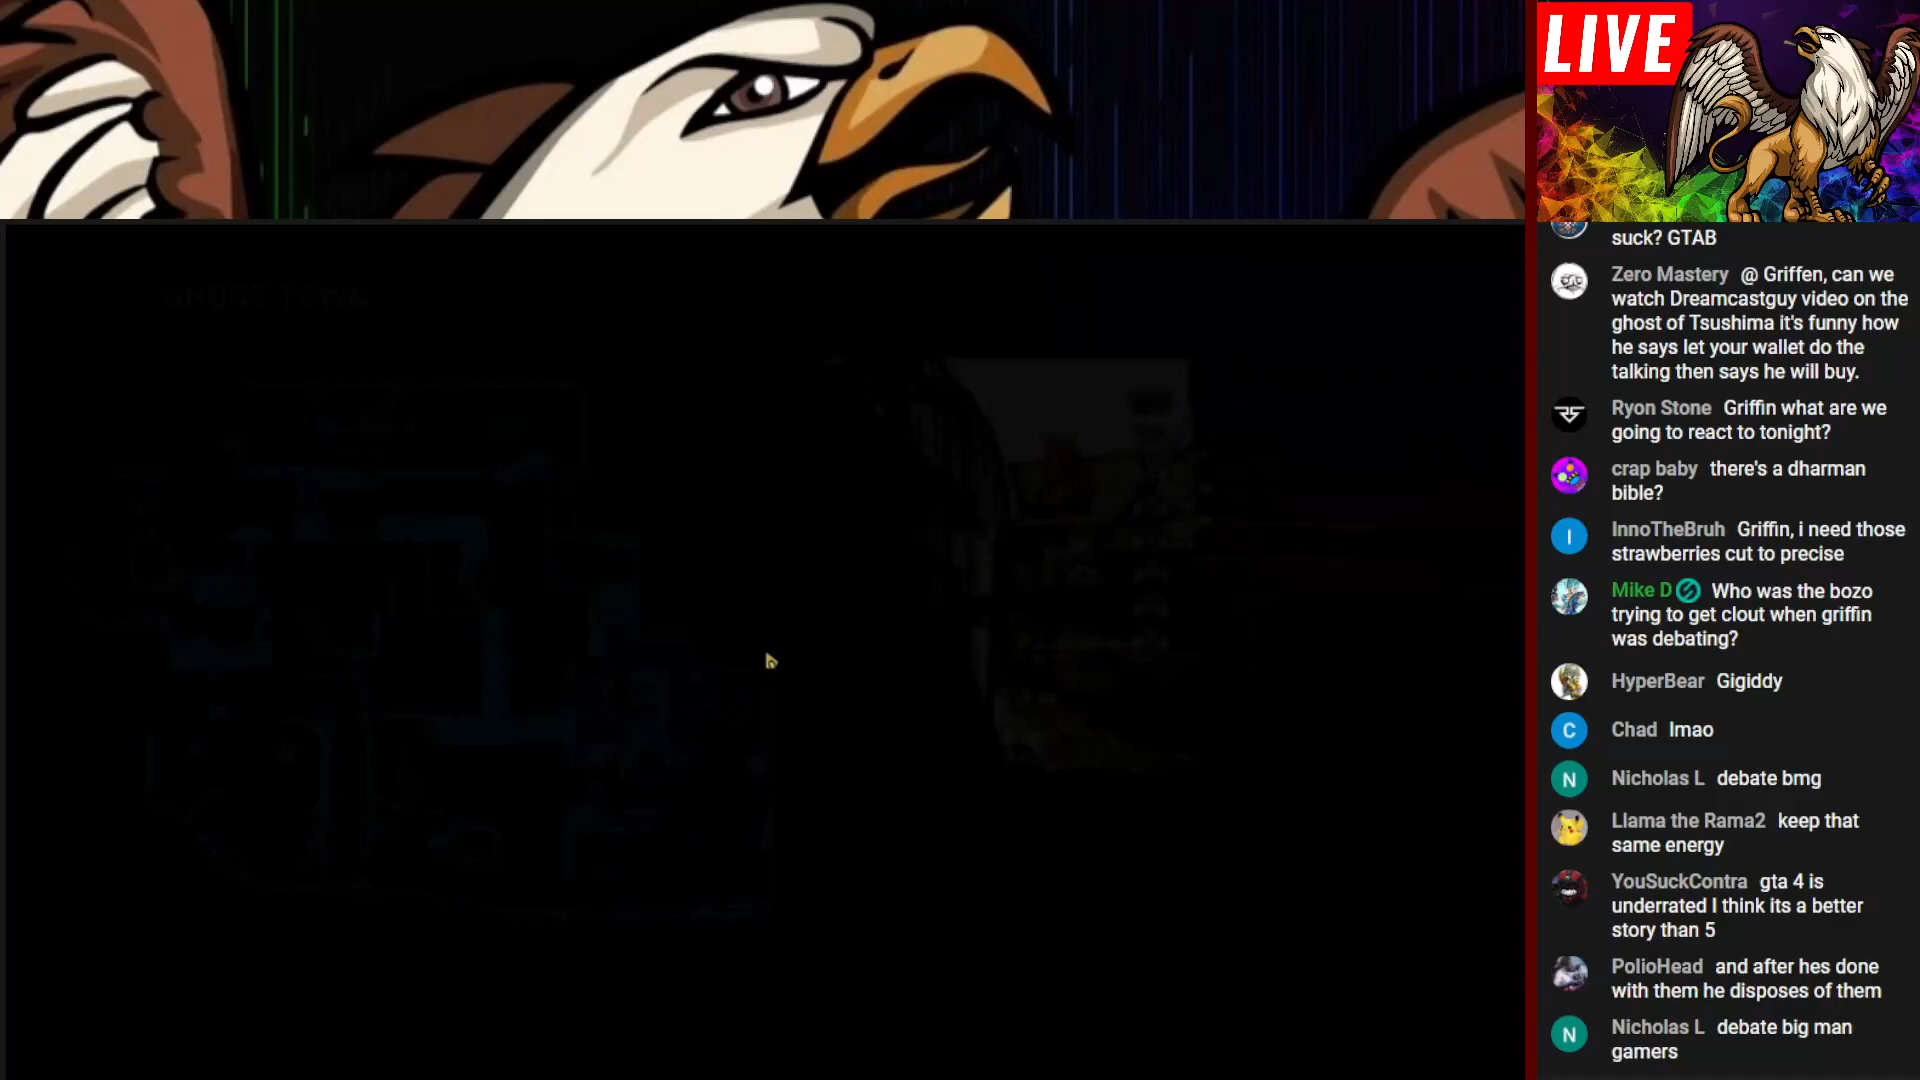 LIVE
suck? GTAB
Zero Mastery @ Griffen, can we
watch Dreamcastguy video on the
ghost of Tsushima it's funny how
he says let your wallet do the
talking then says he will buy.
Ryon Stone Griffin what are we
going to react to tonight?
crap baby there's a dharman
bible?
InnoTheBruh Griffin, i need those
strawberries cut to precise
Mike D Who was the bozo
trying to get clout when griffin
was debating?
HyperBear Gigiddy
Chad lmao
Nicholas L debate bmg
Llama the Rama2 keep that
same energy
YouSuckContra gta 4 is
underrated I think its a better
story than 5
PolioHead and after hes done
with them he disposes of them
Nicholas L debate big man
gamers
GHOST TOWN